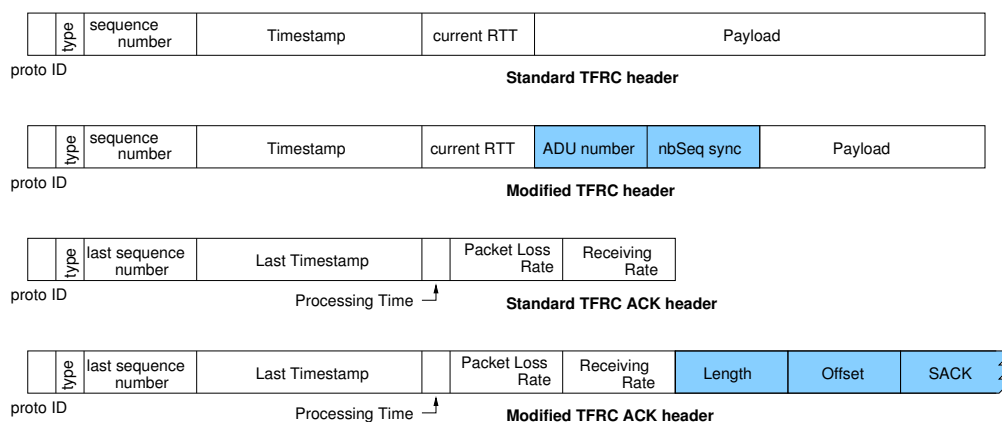 type
sequence
number
Timestamp
current RTT
Payload
proto ID
Standard TFRC header
type
sequence
number
Timestamp
current RTT
ADU number
nbSeq sync
Payload
proto ID
Modified TFRC header
type
last sequence
number
Last Timestamp
Packet Loss
Rate
Receiving
Rate
proto ID
Processing Time
Standard TFRC ACK header
type
last sequence
number
Last Timestamp
Packet Loss
Rate
Receiving
Rate
Length
Offset
SACK
proto ID
Processing Time
Modified TFRC ACK header